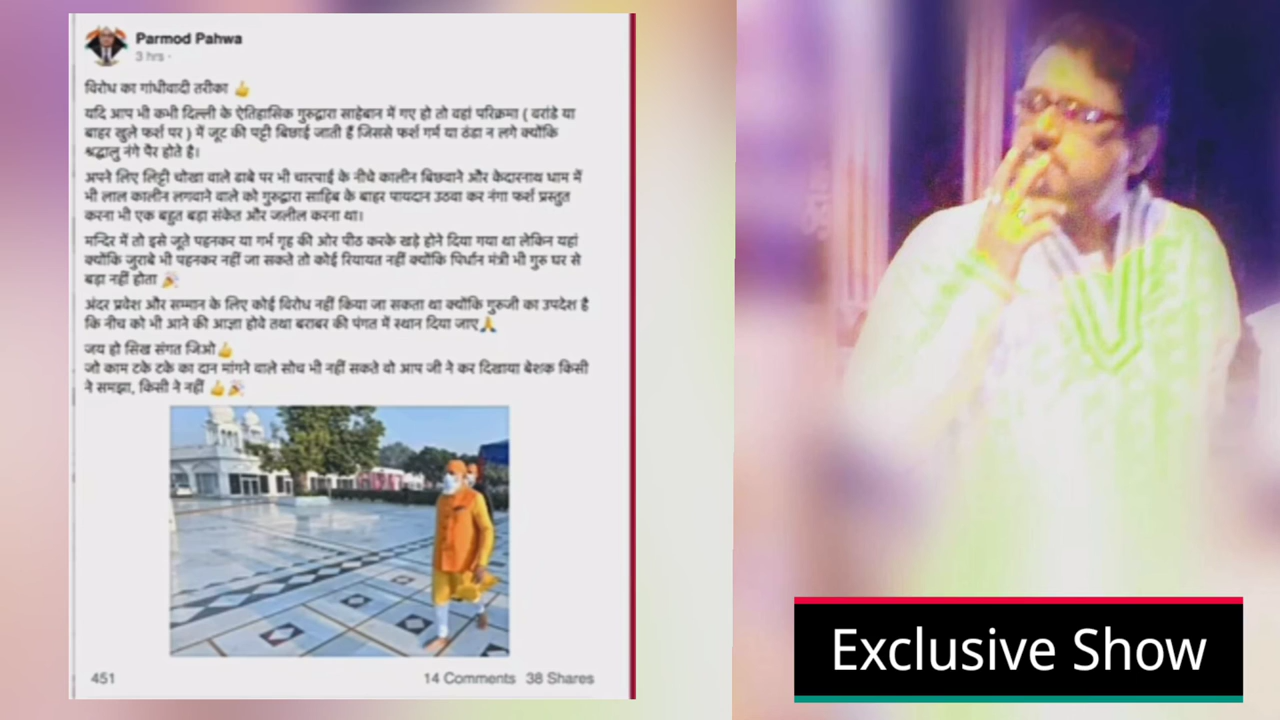 Parmod Pahwa
3 hrs ·
विरोध का गांधीवादी तरीका 👍
यदि आप भी कभी दिल्ली के ऐतिहासिक गुरुद्वारा साहेबान में गए हो तो वहां परिक्रमा ( वरांडे या
बाहर खुले फर्श पर ) में जूट की पट्टी बिछाई जाती हैं जिससे फर्श गर्म या ठंडा न लगे क्योंकि
श्रद्धालु नंगे पैर होते है।
अपने लिए लिट्टी चोखा वाले ढाबे पर भी चारपाई के नीचे कालीन बिछवाने और केदारनाथ धाम में
भी लाल कालीन लगवाने वाले को गुरुद्वारा साहिब के बाहर पायदान उठवा कर नंगा फर्श प्रस्तुत
करना भी एक बहुत बड़ा संकेत और जलील करना था।
मन्दिर में तो इसे जूते पहनकर या गर्भ गृह की ओर पीठ करके खड़े होने दिया गया था लेकिन यहां
क्योंकि जुराबे भी पहनकर नहीं जा सकते तो कोई रियायत नहीं क्योंकि पिर्धान मंत्री भी गुरु घर से
बड़ा नहीं होता 🎉
अंदर प्रवेश और सम्मान के लिए कोई विरोध नहीं किया जा सकता था क्योंकि गुरुजी का उपदेश है
कि नीच को भी आने की आज्ञा होवे तथा बराबर की पंगत में स्थान दिया जाए🙏
जय हो सिख संगत जिओ👍
जो काम टके टके का दान मांगने वाले सोच भी नहीं सकते वो आप जी ने कर दिखाया बेशक किसी
ने समझा, किसी ने नहीं 👍🎉
451
14 Comments 38 Shares
Exclusive Show